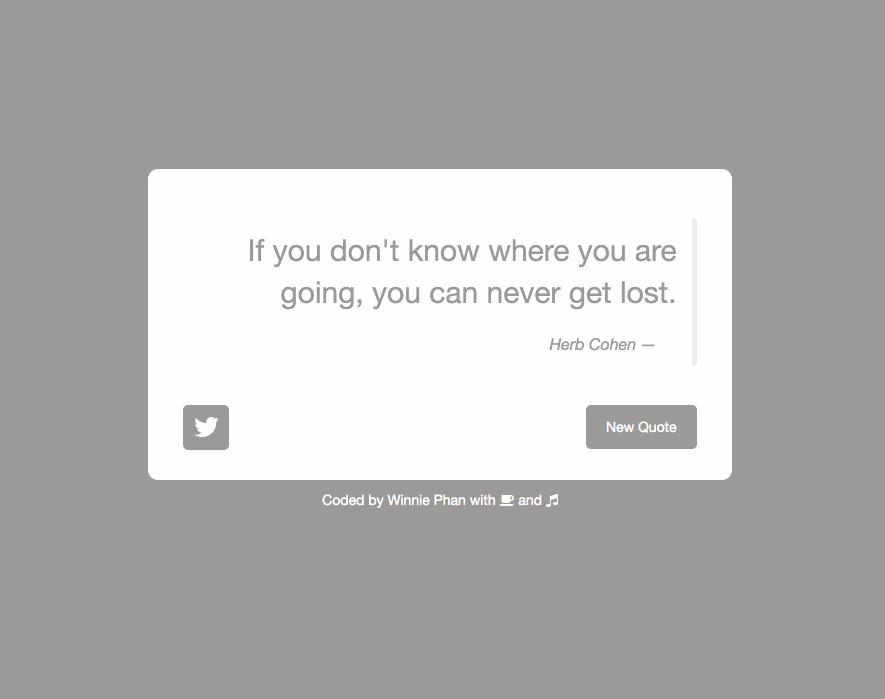 If you don't know where you are
going, you can never get lost.
Herb Cohen —
New Quote
Coded by Winnie Phan with and